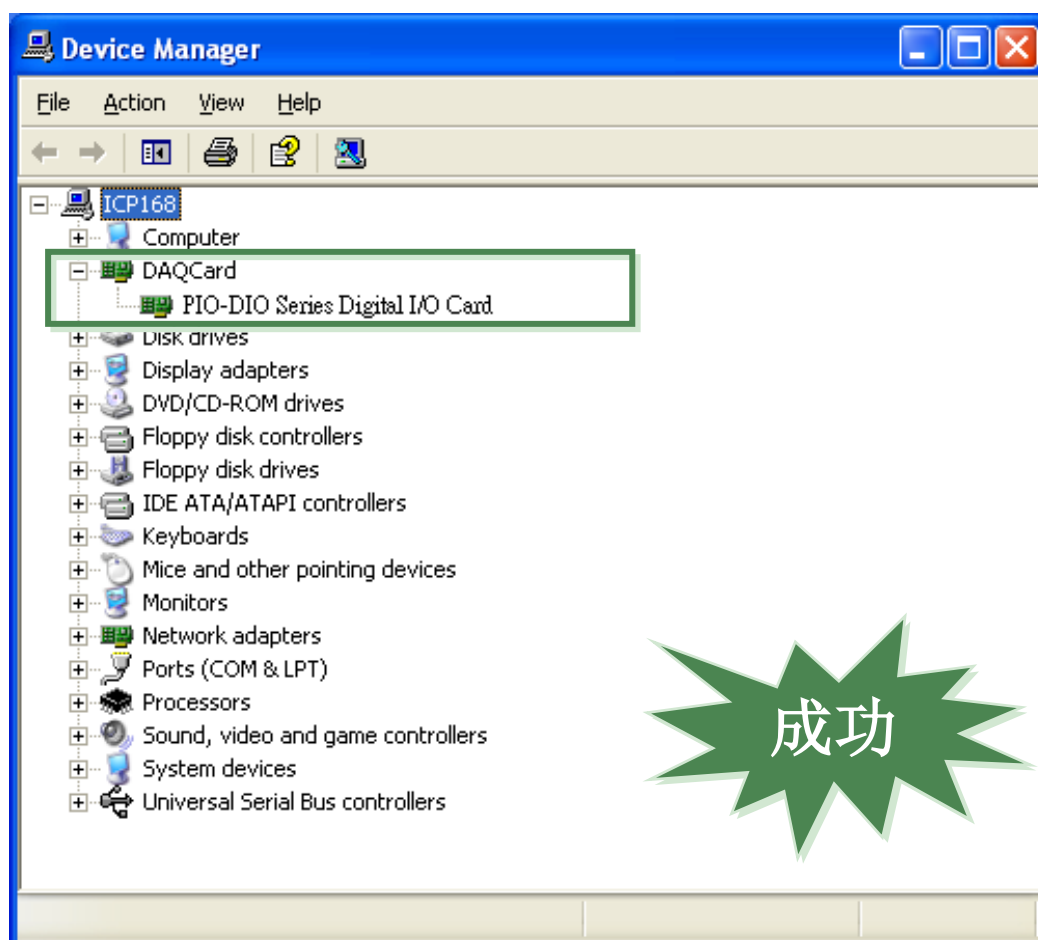 Device Manager
File Action View Help
ICP168
Computer
DAQCard
PIO-DIO Series Digital I/O Card
Disk drives
Display adapters
DVD/CD-ROM drives
Floppy disk controllers
Floppy disk drives
IDE ATA/ATAPI controllers
Keyboards
Mice and other pointing devices
Monitors
Network adapters
Ports (COM & LPT)
Processors
Sound, video and game controllers
System devices
Universal Serial Bus controllers
成功